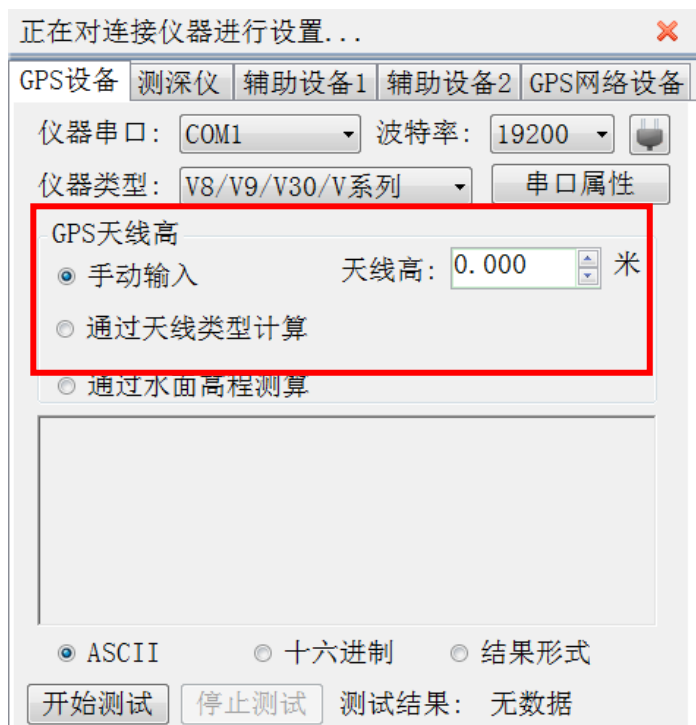 正在对连接仪器进行设置...
GPS设备 测深仪 辅助设备1 辅助设备2 GPS网络设备
仪器串口: COM1 波特率: 19200
仪器类型: V8/V9/V30/V系列 串口属性
GPS天线高
手动输入 天线高: 0.000 米
通过天线类型计算
通过水面高程测算
ASCII 十六进制 结果形式
开始测试 停止测试 测试结果: 无数据